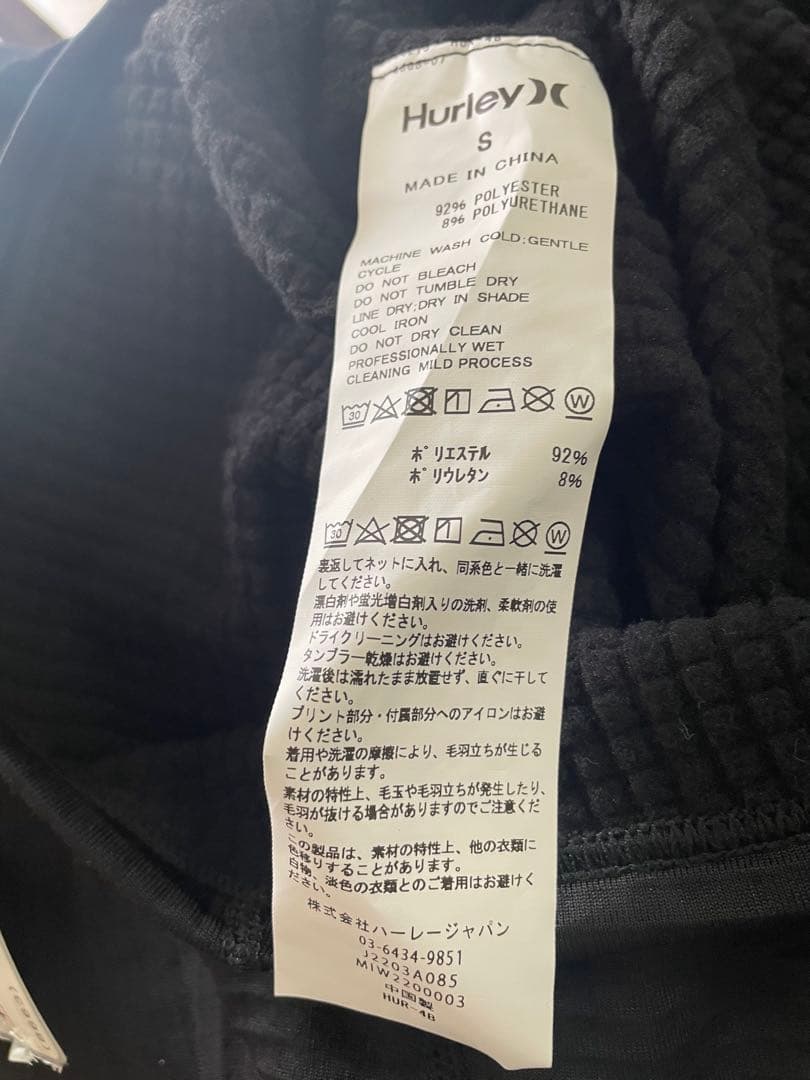 Hurley
S
MADE IN CHINA
92% POLYESTER
8% POLYURETHANE
MACHINE WASH COLD;GENTLE
CYCLE
DO NOT BLEACH
DO NOT TUMBLE DRY
LINE DRY;DRY IN SHADE
COOL IRON
DO NOT DRY CLEAN
PROFESSIONALLY WET
CLEANING MILD PROCESS
30 W
ポリエステル 92%
ポリウレタン 8%
30 W
裏返してネットに入れ、同系色と一緒に洗濯
してください。
漂白剤や蛍光増白剤入りの洗剤、柔軟剤の使
用はお避けください。
ドライクリーニングはお避けください。
タンブラー乾燥はお避けください。
洗濯後は濡れたまま放置せず、直ぐに干して
ください。
プリント部分・付属部分へのアイロンはお避
けください。
着用や洗濯の摩擦により、毛羽立ちが生じる
ことがあります。
素材の特性上、毛玉や毛羽立ちが発生したり、
毛羽が抜ける場合がありますのでご注意くだ
さい。
この製品は、素材の特性上、他の衣類に
色移りすることがあります。
白物、淡色の衣類とのご着用はお避けく
ださい。
株式会社ハーレージャパン
03-6434-9851
J2203A085
MIW2200003
中国製
HUR-4B